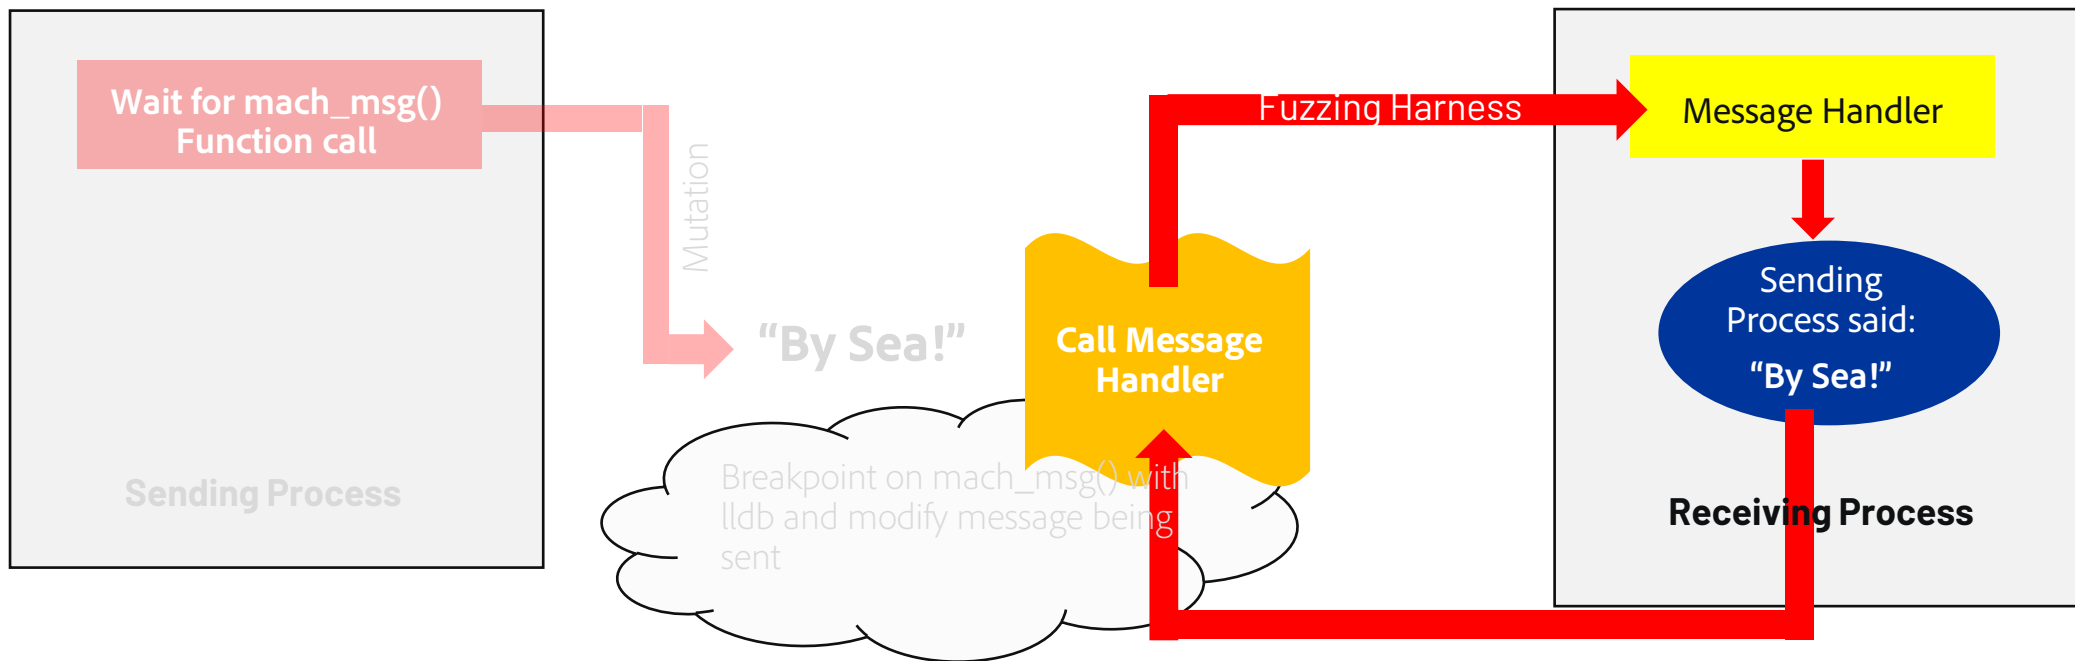 Wait for mach_msg()
Function call
Sending Process
Mutation
“By Sea!”
Breakpoint on mach_msg() with
lldb and modify message being
sent
Call Message
Handler
Fuzzing Harness
Message Handler
Sending
Process said:
“By Sea!”
Receiving Process